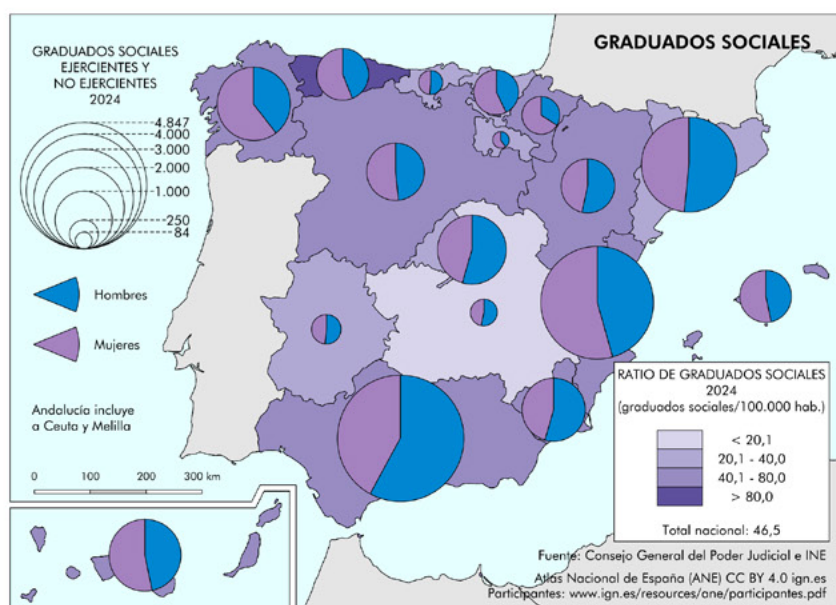 GRADUADOS SOCIALES
EJERCIENTES Y
NO EJERCIENTES
2024
4.847
4.000
3.000
2.000
1.000
250
84
Hombres
Mujeres
Andalucía incluye
a Ceuta y Melilla
0 100 200 300 km
GRADUADOS SOCIALES
RATIO DE GRADUADOS SOCIALES
2024
(graduados sociales/100.000 hab.)
< 20,1
20,1 - 40,0
40,1 - 80,0
> 80,0
Total nacional: 46,5
Fuente: Consejo General del Poder Judicial e INE
Atlas Nacional de España (ANE) CC BY 4.0 ign.es
Participantes: www.ign.es/resources/ane/participantes.pdf